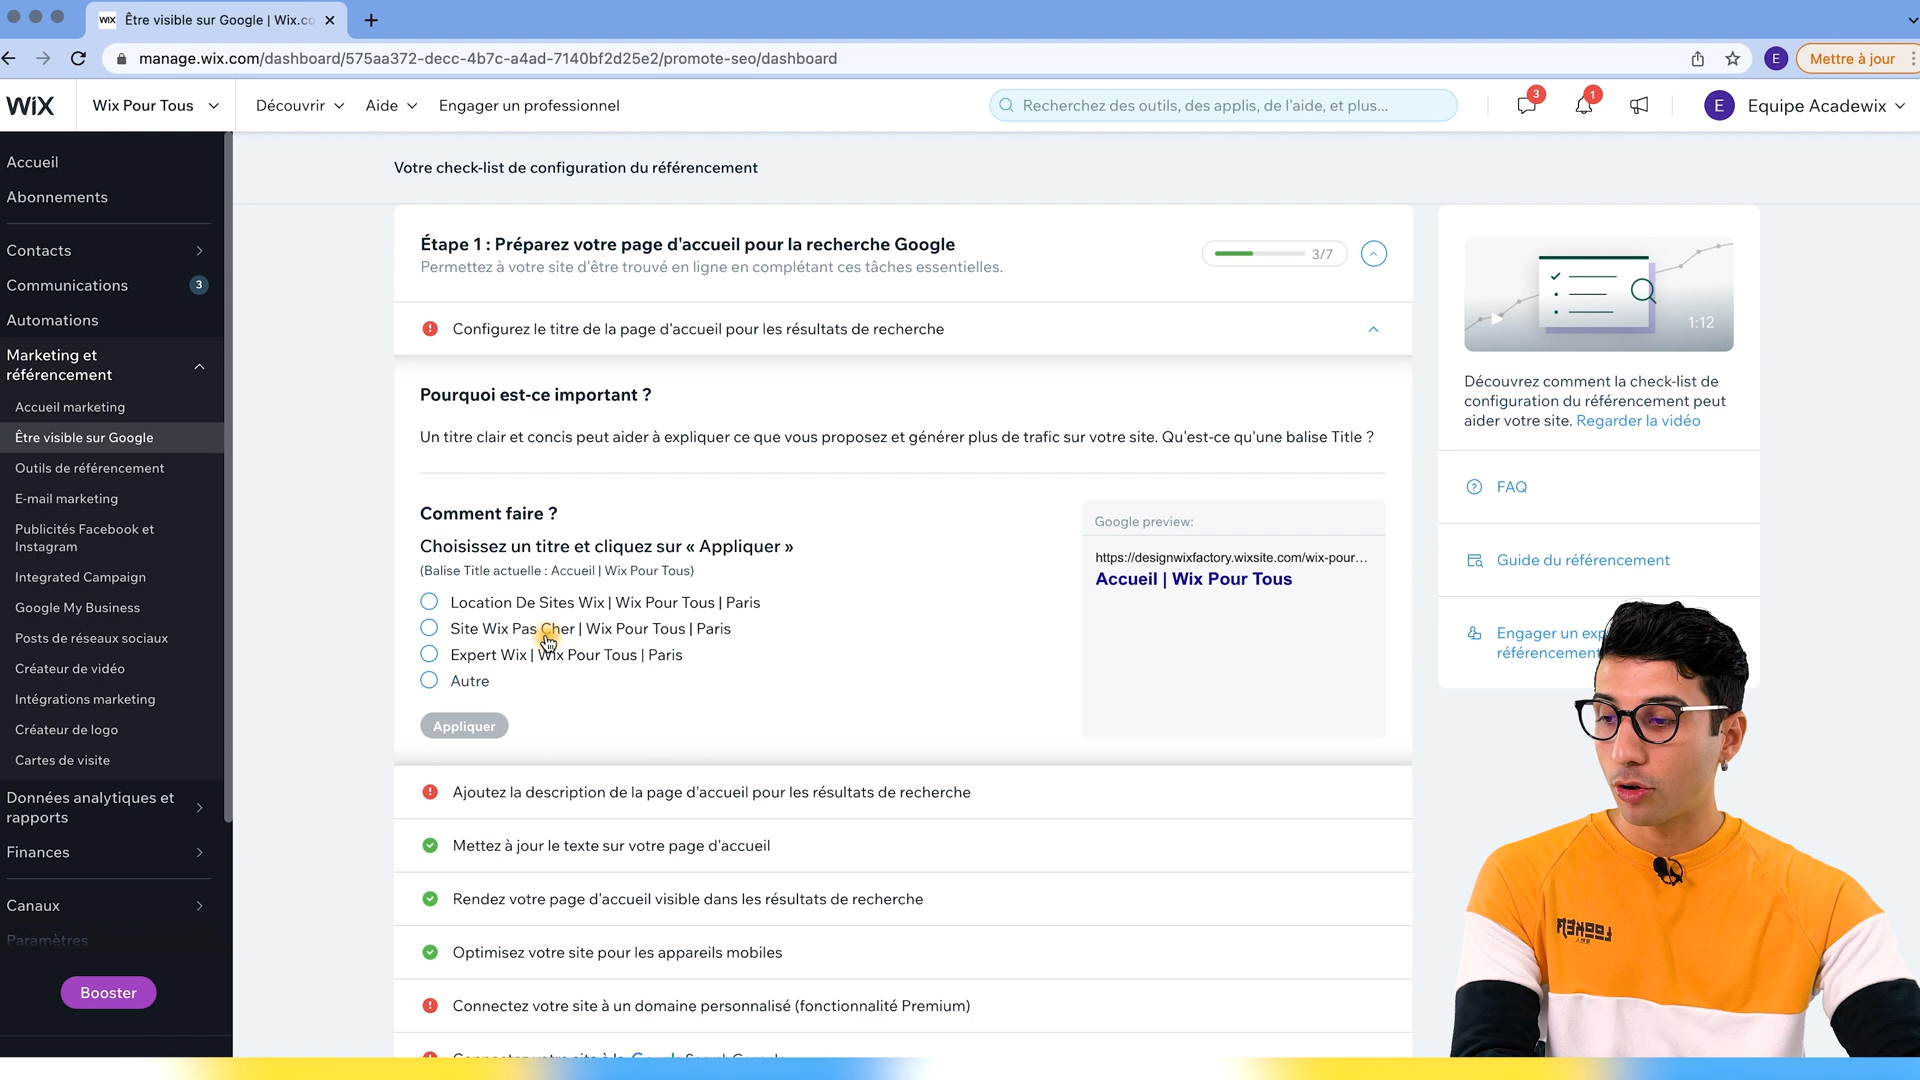 WiX Être visible sur Google | Wix.co
manage.wix.com/dashboard/575aa372-decc-4b7c-a4ad-7140bf2d25e2/promote-seo/dashboard
E
Mettre à jour
WiX
Wix Pour Tous
Découvrir
Aide
Engager un professionnel
Recherchez des outils, des applis, de l'aide, et plus...
3
1
E
Equipe Acadewix
Accueil
Abonnements
Contacts
Communications
3
Automations
Marketing et
référencement
Accueil marketing
Être visible sur Google
Outils de référencement
E-mail marketing
Publicités Facebook et
Instagram
Integrated Campaign
Google My Business
Posts de réseaux sociaux
Créateur de vidéo
Intégrations marketing
Créateur de logo
Cartes de visite
Données analytiques et
rapports
Finances
Canaux
Paramètres
Booster
Votre check-list de configuration du référencement
Étape 1 : Préparez votre page d'accueil pour la recherche Google
Permettez à votre site d'être trouvé en ligne en complétant ces tâches essentielles.
3/7
Configurez le titre de la page d'accueil pour les résultats de recherche
Pourquoi est-ce important ?
Un titre clair et concis peut aider à expliquer ce que vous proposez et générer plus de trafic sur votre site. Qu'est-ce qu'une balise Title ?
Comment faire ?
Choisissez un titre et cliquez sur « Appliquer »
(Balise Title actuelle : Accueil | Wix Pour Tous)
Location De Sites Wix | Wix Pour Tous | Paris
Site Wix Pas Cher | Wix Pour Tous | Paris
Expert Wix | Wix Pour Tous | Paris
Autre
Appliquer
Google preview:
https://designwixfactory.wixsite.com/wix-pour...
Accueil | Wix Pour Tous
Ajoutez la description de la page d'accueil pour les résultats de recherche
Mettez à jour le texte sur votre page d'accueil
Rendez votre page d'accueil visible dans les résultats de recherche
Optimisez votre site pour les appareils mobiles
Connectez votre site à un domaine personnalisé (fonctionnalité Premium)
Connectez votre site à la Google Search Console
1:12
Découvrez comment la check-list de
configuration du référencement peut
aider votre site. Regarder la vidéo
FAQ
Guide du référencement
Engager un exp
référencement